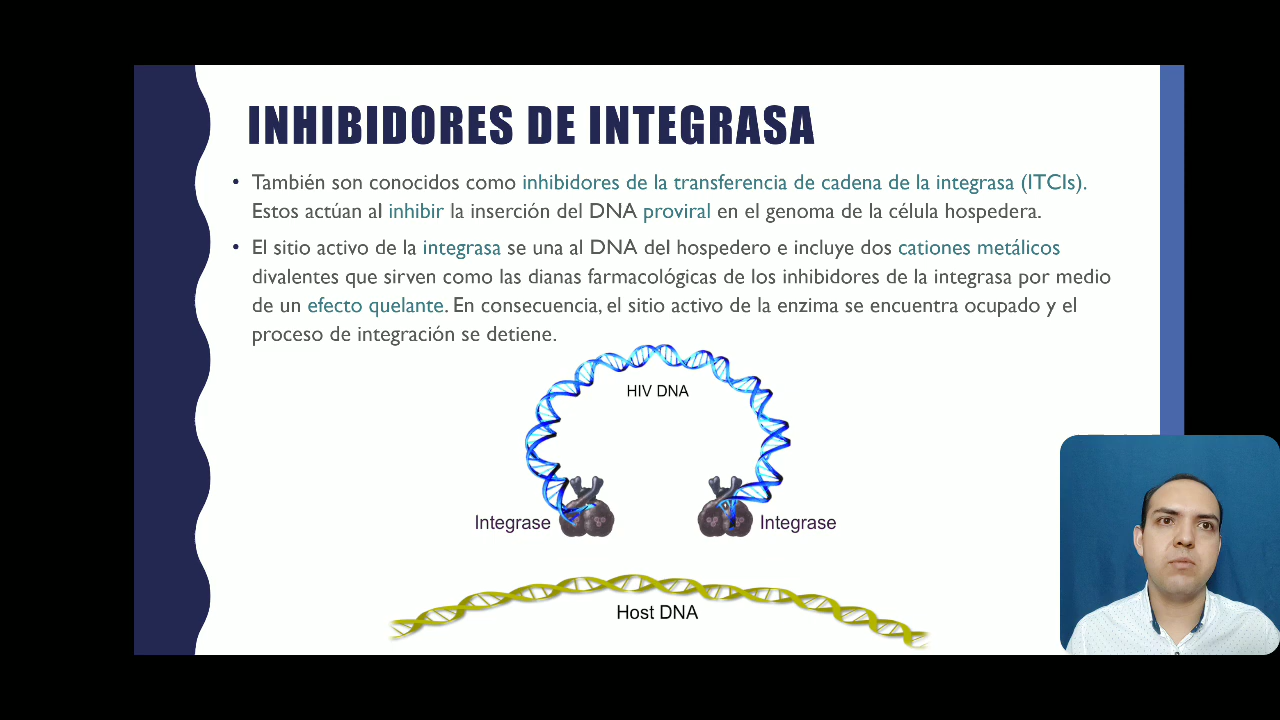 INHIBIDORES DE INTEGRASA
• También son conocidos como inhibidores de la transferencia de cadena de la integrasa (ITCIs).
Estos actúan al inhibir la inserción del DNA proviral en el genoma de la célula hospedera.
• El sitio activo de la integrasa se una al DNA del hospedero e incluye dos cationes metálicos
divalentes que sirven como las dianas farmacológicas de los inhibidores de la integrasa por medio
de un efecto quelante. En consecuencia, el sitio activo de la enzima se encuentra ocupado y el
proceso de integración se detiene.
HIV DNA
Integrase
Integrase
Host DNA